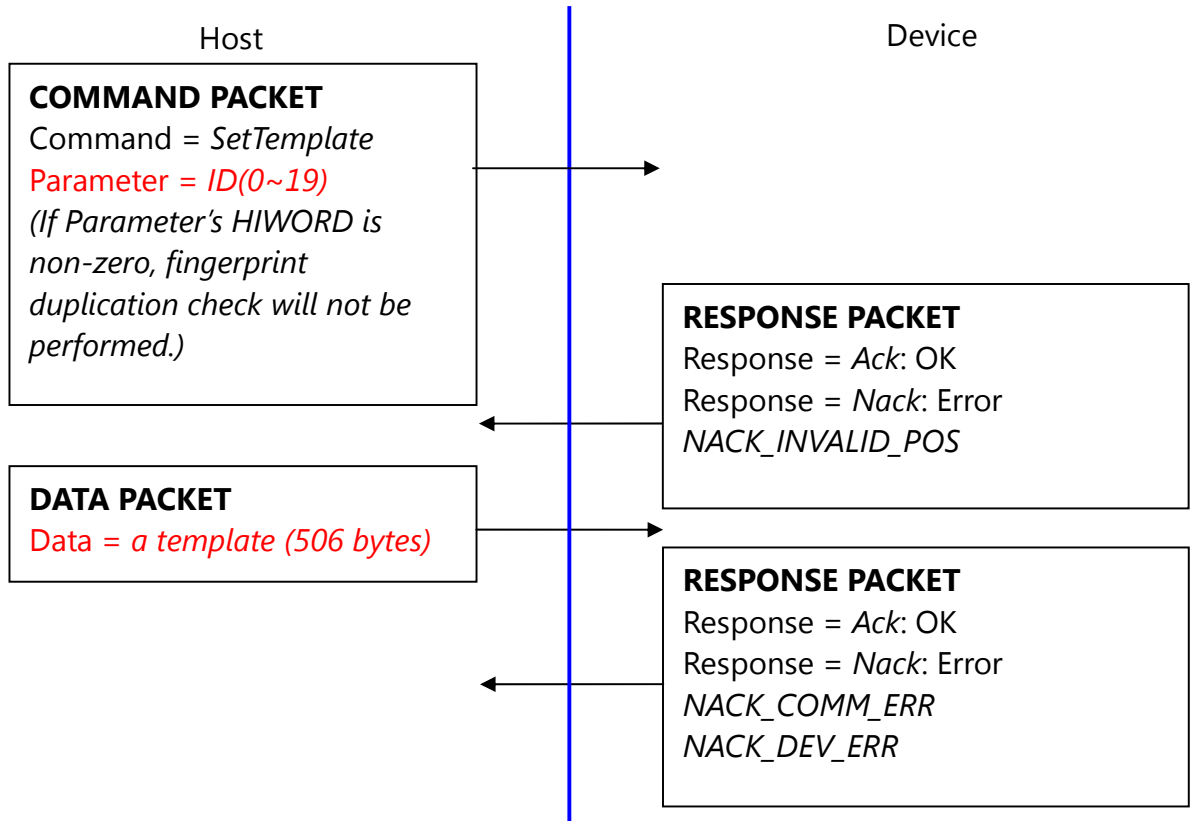 Host
Device
COMMAND PACKET
Command = SetTemplate
Parameter = ID(0~19)
(If Parameter’s HIWORD is
non-zero, fingerprint
duplication check will not be
performed.)
RESPONSE PACKET
Response = Ack: OK
Response = Nack: Error
NACK_INVALID_POS
DATA PACKET
Data = a template (506 bytes)
RESPONSE PACKET
Response = Ack: OK
Response = Nack: Error
NACK_COMM_ERR
NACK_DEV_ERR